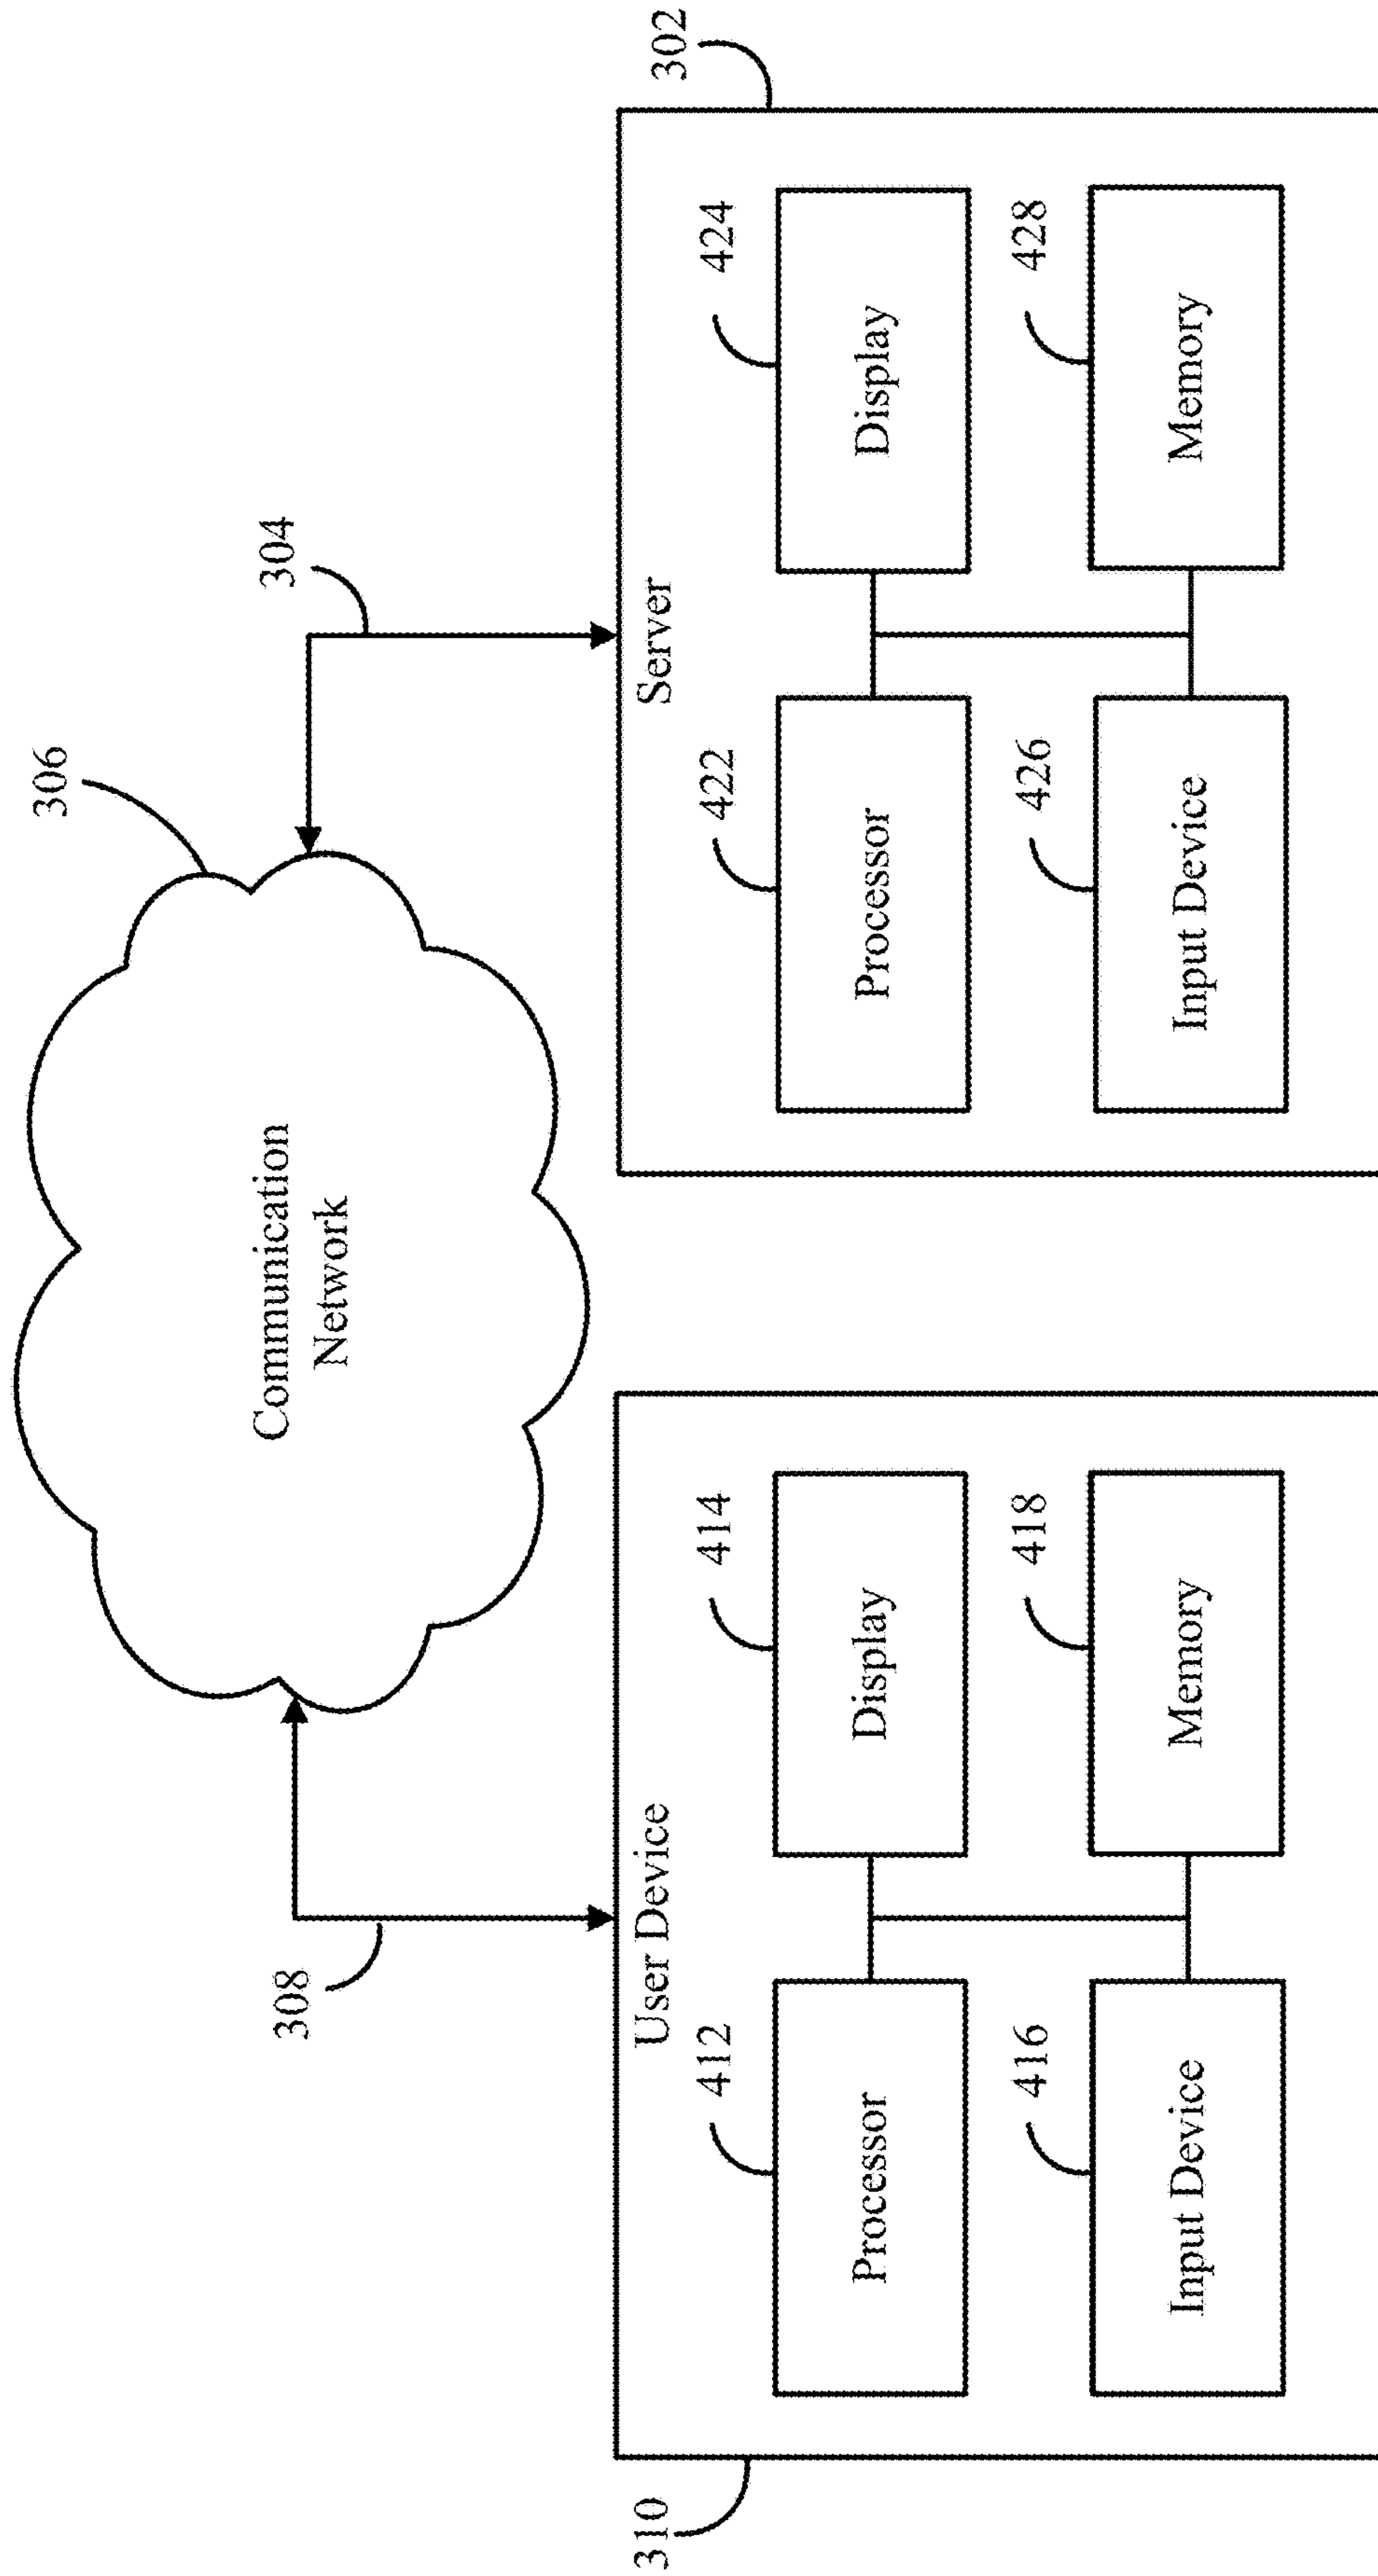 306
Communication
Network
304
308
302
310
User Device
412
Processor
414
Display
416
Input Device
418
Memory
Server
422
Processor
424
Display
426
Input Device
428
Memory